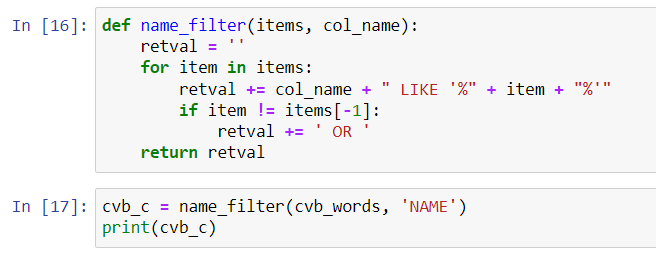 In [16]: def name_filter(items, col_name):
    retval = ''
    for item in items:
        retval += col_name + " LIKE '%" + item + "%'"
        if item != items[-1]:
            retval += ' OR '
    return retval
In [17]: cvb_c = name_filter(cvb_words, 'NAME')
print(cvb_c)